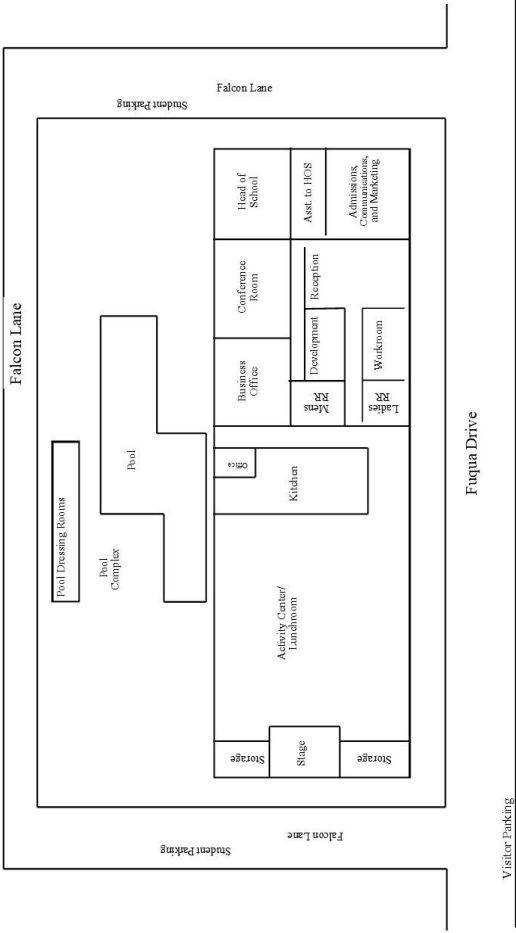 Falcon Lane
Student Parking
Falcon Lane
Head of
School
Asst. to HOS
Admissions,
Communications,
and Marketing
Conference
Room
Reception
Business
Office
Development
Workroom
Mens
RR
Ladies
RR
Pool
Pool Dressing Rooms
Pool
Complex
Office
Kitchen
Fuqua Drive
Activity Center/
Lunchroom
Storage
Stage
Storage
Falcon Lane
Student Parking
Visitor Parking